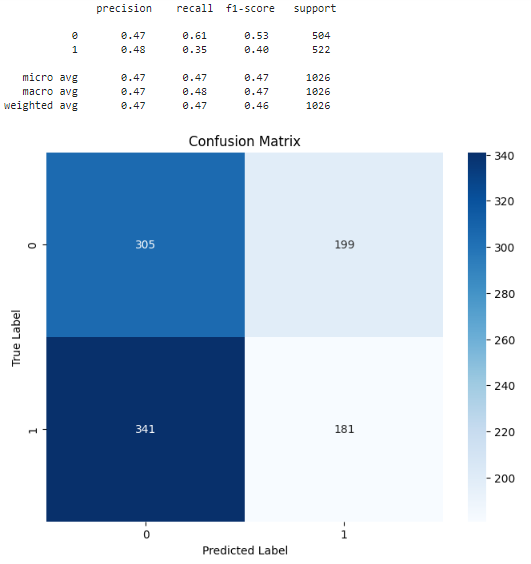 precision recall f1-score support
0 0.47 0.61 0.53 504
1 0.48 0.35 0.40 522
micro avg 0.47 0.47 0.47 1026
macro avg 0.47 0.48 0.47 1026
weighted avg 0.47 0.47 0.46 1026
Confusion Matrix
340
320
300
280
260
240
220
200
True Label
0
305 199
1
341 181
0 1
Predicted Label